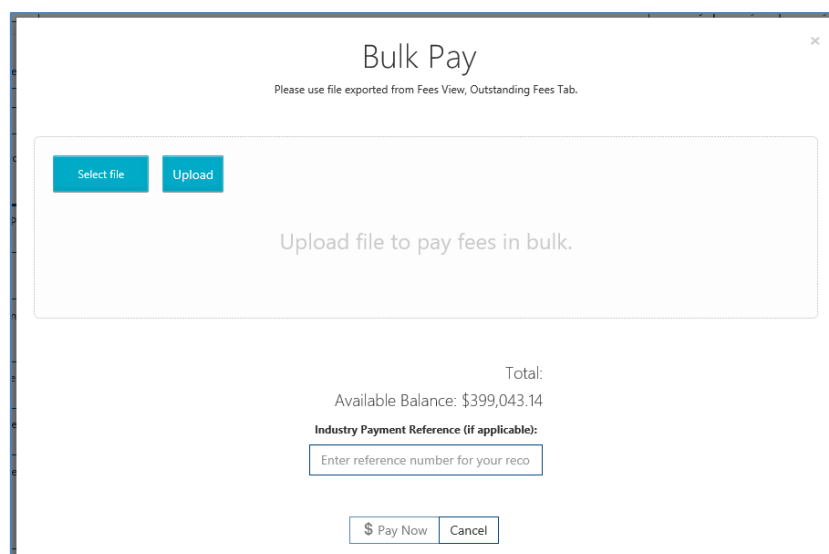 ×
Bulk Pay
Please use file exported from Fees View, Outstanding Fees Tab.
Select file
Upload
Upload file to pay fees in bulk.
Total:
Available Balance: $399,043.14
Industry Payment Reference (if applicable):
Enter reference number for your reco
$ Pay Now
Cancel